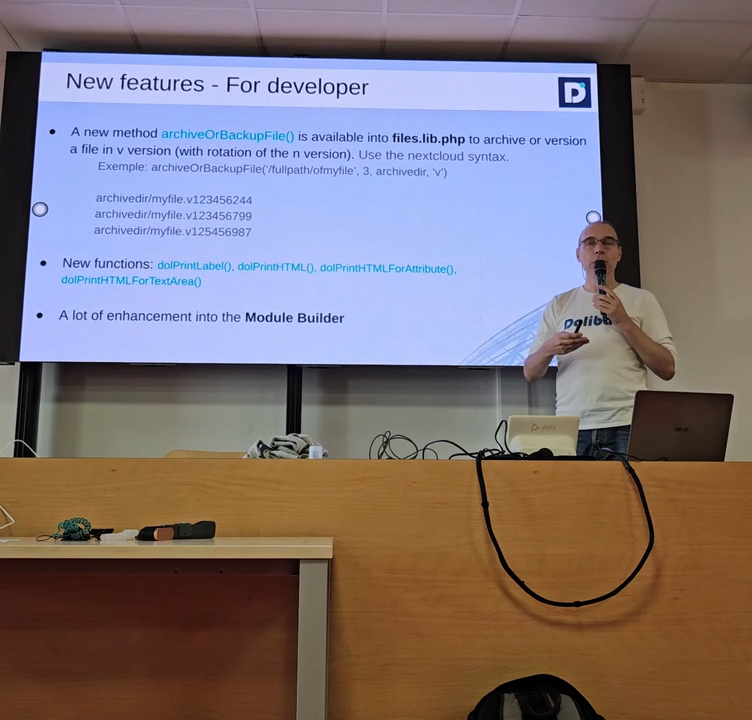 New features - For developer
D
A new method archiveOrBackupFile() is available into files.lib.php to archive or version
a file in v version (with rotation of the n version). Use the nextcloud syntax.
Exemple: archiveOrBackupFile('/fullpath/ofmyfile', 3, archivedir, 'v')
archivedir/myfile.v123456244
archivedir/myfile.v123456799
archivedir/myfile.v125456987
New functions: dolPrintLabel(), dolPrintHTML(), dolPrintHTMLForAttribute(),
dolPrintHTMLForTextArea()
A lot of enhancement into the Module Builder
poly
ASUS